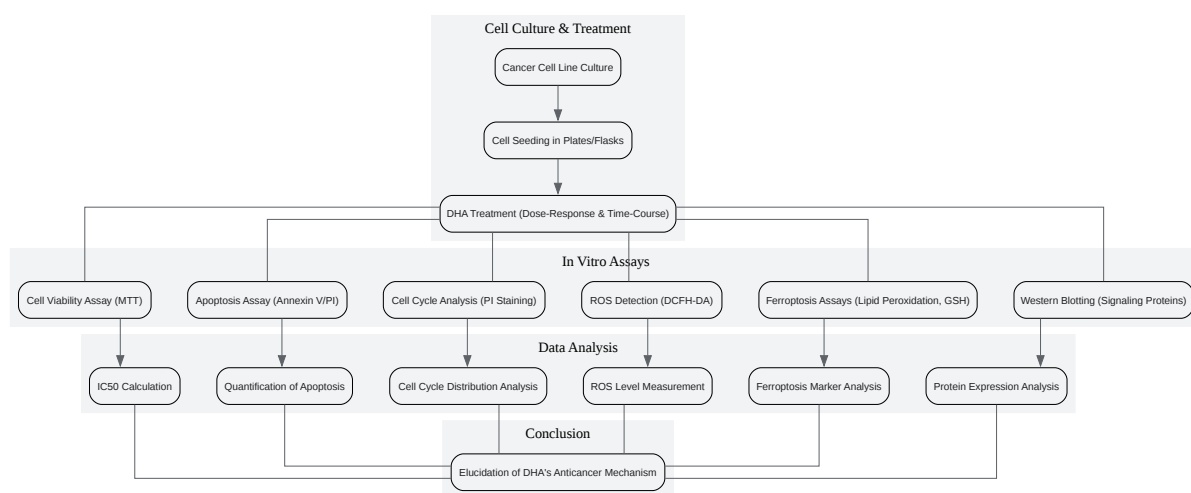 Cell Culture & Treatment
Cancer Cell Line Culture
Cell Seeding in Plates/Flasks
DHA Treatment (Dose-Response & Time-Course)
In Vitro Assays
Cell Viability Assay (MTT)
Apoptosis Assay (Annexin V/PI)
Cell Cycle Analysis (PI Staining)
ROS Detection (DCFH-DA)
Ferroptosis Assays (Lipid Peroxidation, GSH)
Western Blotting (Signaling Proteins)
Data Analysis
IC50 Calculation
Quantification of Apoptosis
Cell Cycle Distribution Analysis
ROS Level Measurement
Ferroptosis Marker Analysis
Protein Expression Analysis
Conclusion
Elucidation of DHA's Anticancer Mechanism